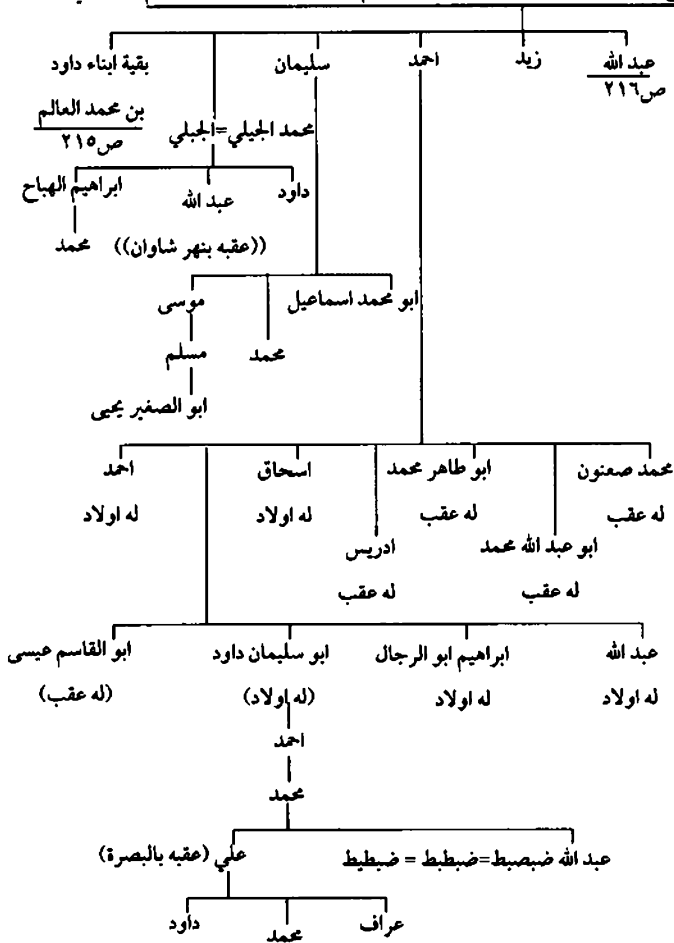 عبد الله زيد احمد سليمان بقية ابناء داود
ص٢١٦ بن محمد العالم
محمد الجيلي=الجبلي ص٢١٥
داود عبد الله ابراهيم الهباح
((عقبه بنهر شاوان)) محمد
ابو محمد اسماعيل موسى
محمد مسلم
ابو الصغير يحيى
محمد صعنون ابو طاهر محمد اسحاق احمد
له عقب له عقب له اولاد له اولاد
ابو عبد الله محمد ادريس
له عقب له عقب
عبد الله ابراهيم ابو الرجال ابو سليمان داود ابو القاسم عيسى
له اولاد له اولاد (له اولاد) (له عقب)
احمد
محمد
عبد الله ضبصبط=ضبطبط = ضبطيط علي (عقبه بالبصرة)
عراف محمد داود